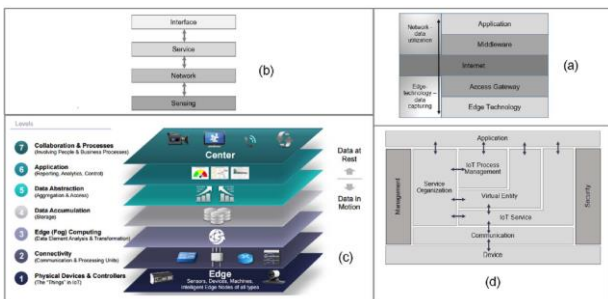 Interface
Service
Network
Sensing
(b)
Network -
data
utilization
Edge-
technology –
data
capturing
Application
Middleware
Internet
Access Gateway
Edge Technology
(a)
Levels
7 Collaboration & Processes
(Involving People & Business Processes)
6 Application
(Reporting, Analytics, Control)
5 Data Abstraction
(Aggregation & Access)
4 Data Accumulation
(Storage)
3 Edge (Fog) Computing
(Data Element Analysis & Transformation)
2 Connectivity
(Communication & Processing Units)
1 Physical Devices & Controllers
(The "Things" in IoT)
Center
Edge
Sensors, Devices, Machines,
Intelligent Edge Nodes of all types
Data at
Rest
Data in
Motion
(c)
Application
Management
Service
Organization
IoT Process
Management
Virtual Entity
IoT Service
Communication
Device
Security
(d)